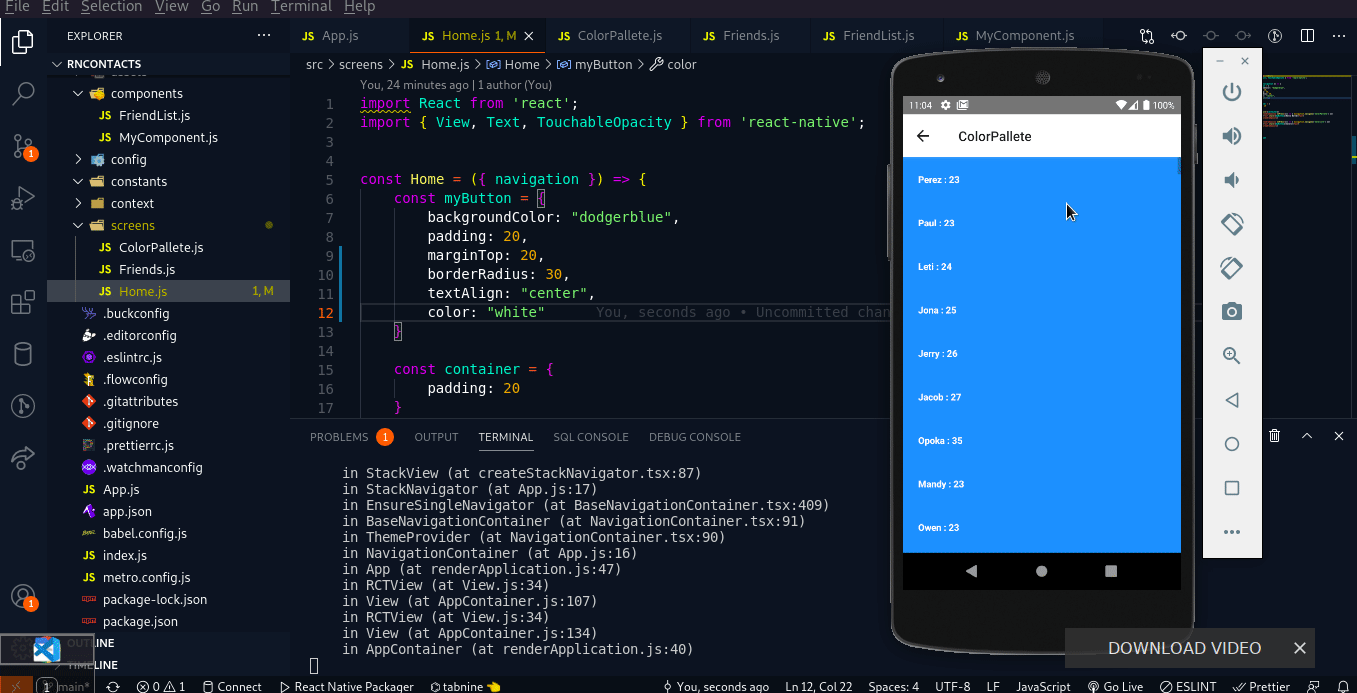 File Edit Selection View Go Run Terminal Help
EXPLORER
RNCONTACTS
components
FriendList.js
MyComponent.js
config
constants
context
screens
ColorPallete.js
Friends.js
Home.js 1, M
.buckconfig
.editorconfig
.eslintrc.js
.flowconfig
.gitattributes
.gitignore
.prettierrc.js
.watchmanconfig
App.js
app.json
babel.config.js
index.js
metro.config.js
package-lock.json
package.json
OUTLINE
TIMELINE
1
1
JS App.js
JS Home.js 1, M
JS ColorPallete.js
JS Friends.js
JS FriendList.js
JS MyComponent.js
src > screens > JS Home.js > Home > myButton > color
You, 24 minutes ago | 1 author (You)
1 import React from 'react';
2 import { View, Text, TouchableOpacity } from 'react-native';
3
4
5 const Home = ({ navigation }) => {
6 const myButton = {
7 backgroundColor: "dodgerblue",
8 padding: 20,
9 marginTop: 20,
10 borderRadius: 30,
11 textAlign: "center",
12 color: "white" You, seconds ago • Uncommitted chan
13 }
14
15 const container = {
16 padding: 20
17 }
PROBLEMS 1 OUTPUT TERMINAL SQL CONSOLE DEBUG CONSOLE
in StackView (at createStackNavigator.tsx:87)
in StackNavigator (at App.js:17)
in EnsureSingleNavigator (at BaseNavigationContainer.tsx:409)
in BaseNavigationContainer (at NavigationContainer.tsx:91)
in ThemeProvider (at NavigationContainer.tsx:90)
in NavigationContainer (at App.js:16)
in App (at renderApplication.js:47)
in RCTView (at View.js:34)
in View (at AppContainer.js:107)
in RCTView (at View.js:34)
in View (at AppContainer.js:134)
in AppContainer (at renderApplication.js:40)
11:04 100%
ColorPallete
Perez : 23
Paul : 23
Leti : 24
Jona : 25
Jerry : 26
Jacob : 27
Opoka : 35
Mandy : 23
Owen : 23
DOWNLOAD VIDEO
1 main* 0 1 Connect React Native Packager tabnine You, seconds ago Ln 12, Col 22 Spaces: 4 UTF-8 LF JavaScript Go Live ESLINT Prettier